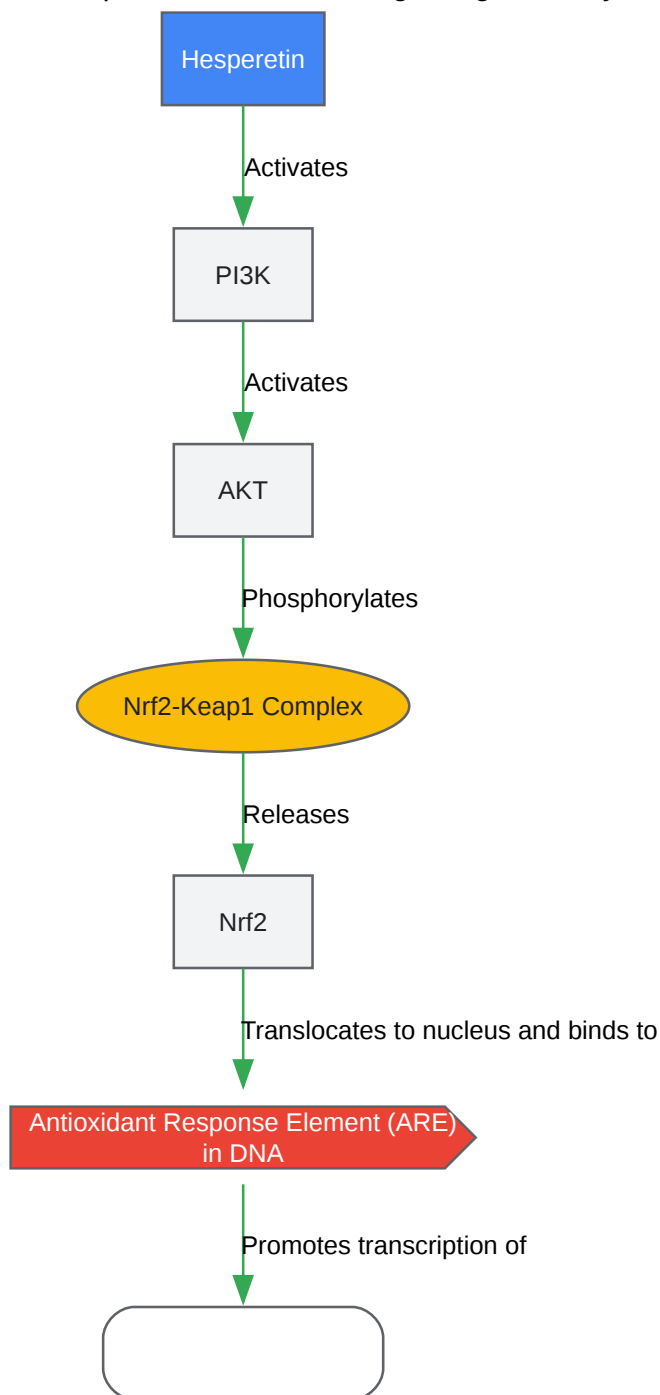 Hesperetin
Activates
PI3K
Activates
AKT
Phosphorylates
Nrf2-Keap1 Complex
Releases
Nrf2
Translocates to nucleus and binds to
Antioxidant Response Element (ARE)
in DNA
Promotes transcription of